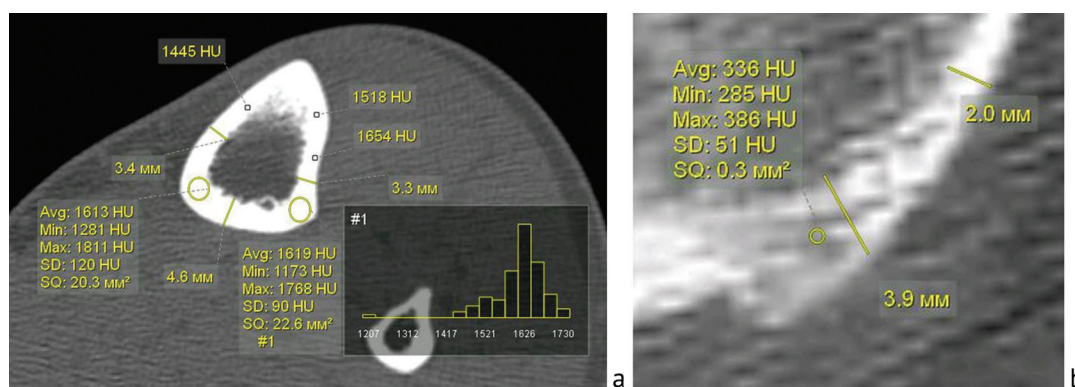 1445 HU
1518 HU
1654 HU
3.4 мм
3.3 мм
Avg: 1613 HU
Min: 1281 HU
Max: 1811 HU
SD: 120 HU
SQ: 20.3 мм²
4.6 мм
Avg: 1619 HU
Min: 1173 HU
Max: 1768 HU
SD: 90 HU
SQ: 22.6 мм²
#1
#1
1207 1312 1417 1521 1626 1730
a
Avg: 336 HU
Min: 285 HU
Max: 386 HU
SD: 51 HU
SQ: 0.3 мм²
2.0 мм
3.9 мм